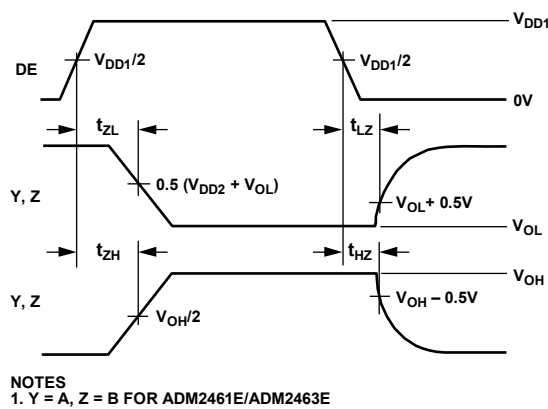 V_DD1
DE
V_DD1/2
V_DD1/2
0V
t_ZL
t_LZ
Y, Z
0.5 (V_DD2 + V_OL)
V_OL + 0.5V
V_OL
t_ZH
t_HZ
V_OH
Y, Z
V_OH/2
V_OH – 0.5V
NOTES
1. Y = A, Z = B FOR ADM2461E/ADM2463E